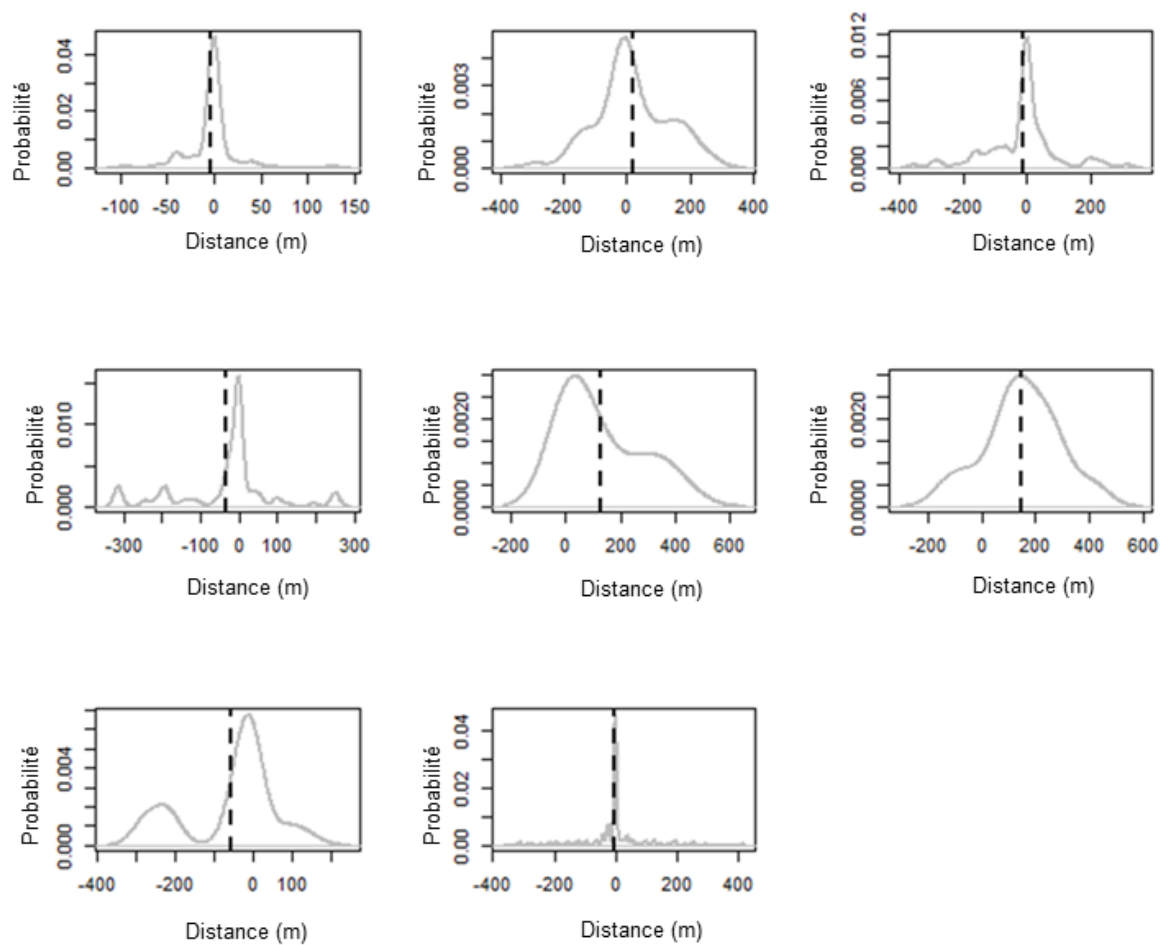 Probabilité
0.00 0.02 0.04
-100 -50 0 50 100 150
Distance (m)
Probabilité
0.000 0.003
-400 -200 0 200 400
Distance (m)
Probabilité
0.000 0.006 0.012
-400 -200 0 200
Distance (m)
Probabilité
0.000 0.010
-300 -100 0 100 300
Distance (m)
Probabilité
0.0000 0.0020
-200 0 200 400 600
Distance (m)
Probabilité
0.0000 0.0020
-200 0 200 400 600
Distance (m)
Probabilité
0.000 0.004
-400 -200 0 200
Distance (m)
Probabilité
0.00 0.02 0.04
-400 -200 0 200 400
Distance (m)